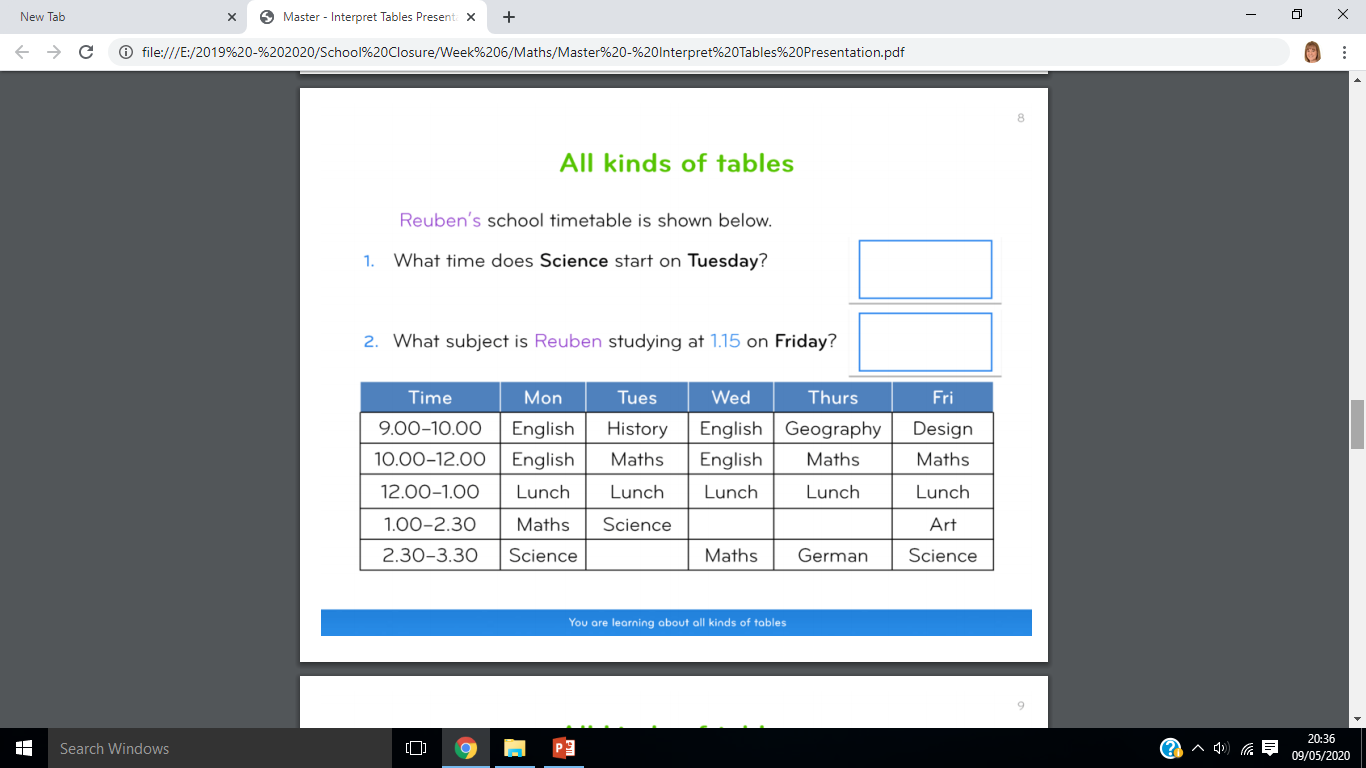 New Tab
Master - Interpret Tables Present
file:///E:/2019%20-%202020/School%20Closure/Week%206/Maths/Master%20-%20Interpret%20Tables%20Presentation.pdf
8
All kinds of tables
Reuben's school timetable is shown below.
1. What time does Science start on Tuesday?
2. What subject is Reuben studying at 1.15 on Friday?
Time Mon Tues Wed Thurs Fri
9.00–10.00 English History English Geography Design
10.00–12.00 English Maths English Maths Maths
12.00–1.00 Lunch Lunch Lunch Lunch Lunch
1.00–2.30 Maths Science Art
2.30–3.30 Science Maths German Science
You are learning about all kinds of tables
9
Search Windows
20:36
09/05/2020